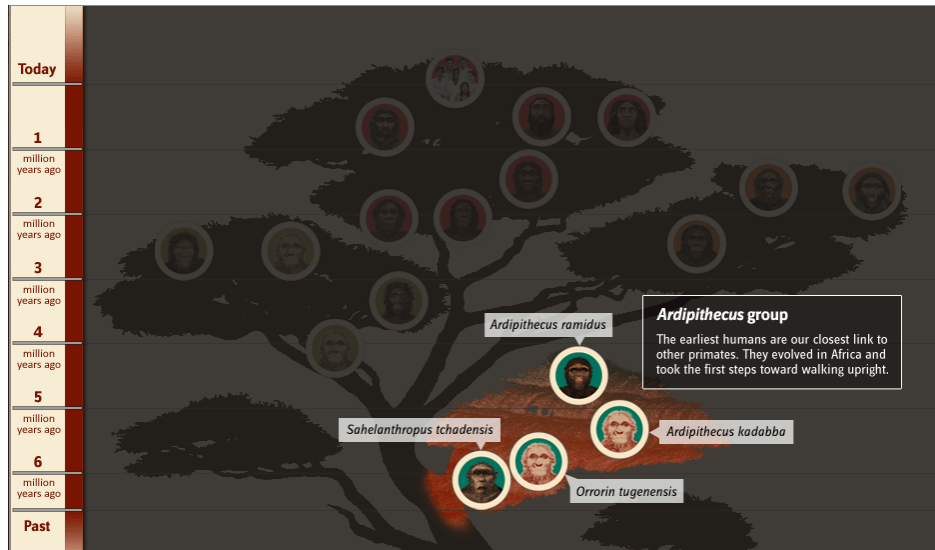 Today
1
million
years ago
2
million
years ago
3
million
years ago
4
million
years ago
5
million
years ago
6
million
years ago
Past
Ardipithecus ramidus
Ardipithecus group
The earliest humans are our closest link to
other primates. They evolved in Africa and
took the first steps toward walking upright.
Sahelanthropus tchadensis
Ardipithecus kadabba
Orrorin tugenensis